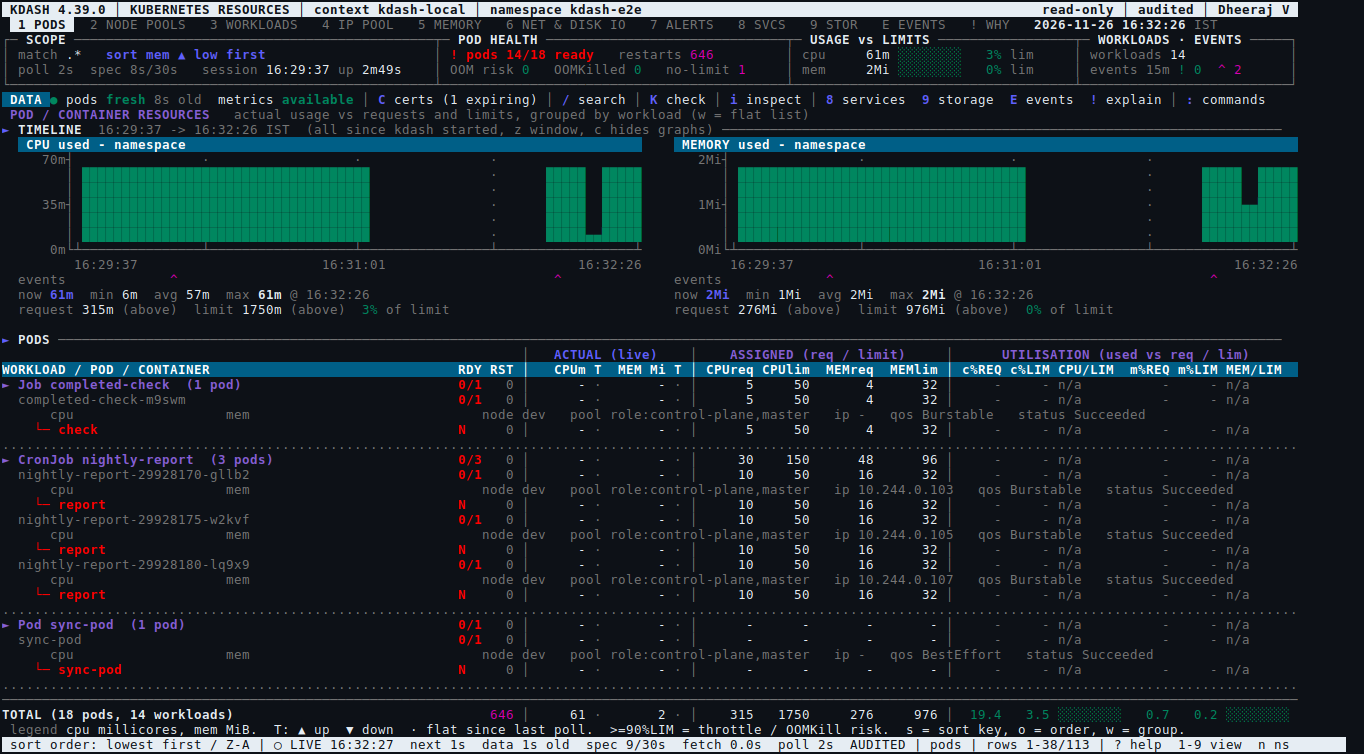 KDASH 4.39.0 │ KUBERNETES RESOURCES │ context kdash-local │ namespace kdash-e2e read-only │ audited │ Dheeraj V
1 PODS 2 NODE POOLS 3 WORKLOADS 4 IP POOL 5 MEMORY 6 NET & DISK IO 7 ALERTS 8 SVCS 9 STOR E EVENTS ! WHY 2026-11-26 16:32:26 IST
SCOPE POD HEALTH USAGE vs LIMITS WORKLOADS · EVENTS
match .* sort mem ▲ low first ! pods 14/18 ready restarts 646 cpu 61m 3% lim workloads 14
poll 2s spec 8s/30s session 16:29:37 up 2m49s OOM risk 0 OOMKilled 0 no-limit 1 mem 2Mi 0% lim events 15m ! 0 ^ 2
DATA ● pods fresh 8s old metrics available │ C certs (1 expiring) │ / search │ K check │ i inspect │ 8 services 9 storage E events ! explain │ : commands
POD / CONTAINER RESOURCES actual usage vs requests and limits, grouped by workload (w = flat list)
► TIMELINE 16:29:37 -> 16:32:26 IST (all since kdash started, z window, c hides graphs)
CPU used - namespace MEMORY used - namespace
70m 2Mi
35m 1Mi
0m 0Mi
16:29:37 16:31:01 16:32:26 16:29:37 16:31:01 16:32:26
events ^ ^ events ^ ^
now 61m min 6m avg 57m max 61m @ 16:32:26 now 2Mi min 1Mi avg 2Mi max 2Mi @ 16:32:26
request 315m (above) limit 1750m (above) 3% of limit request 276Mi (above) limit 976Mi (above) 0% of limit
► PODS
│ ACTUAL (live) │ ASSIGNED (req / limit) │ UTILISATION (used vs req / lim)
WORKLOAD / POD / CONTAINER RDY RST │ CPUm T MEM Mi T │ CPUreq CPUlim MEMreq MEMlim │ c%REQ c%LIM CPU/LIM m%REQ m%LIM MEM/LIM
► Job completed-check (1 pod) 0/1 0 │ - · - · │ 5 50 4 32 │ - - n/a - - n/a
completed-check-m9swm 0/1 0 │ - · - · │ 5 50 4 32 │ - - n/a - - n/a
cpu mem node dev pool role:control-plane,master ip - qos Burstable status Succeeded
└─ check N 0 │ - · - · │ 5 50 4 32 │ - - n/a - - n/a
► CronJob nightly-report (3 pods) 0/3 0 │ - · - · │ 30 150 48 96 │ - - n/a - - n/a
nightly-report-29928170-gllb2 0/1 0 │ - · - · │ 10 50 16 32 │ - - n/a - - n/a
cpu mem node dev pool role:control-plane,master ip 10.244.0.103 qos Burstable status Succeeded
└─ report N 0 │ - · - · │ 10 50 16 32 │ - - n/a - - n/a
nightly-report-29928175-w2kvf 0/1 0 │ - · - · │ 10 50 16 32 │ - - n/a - - n/a
cpu mem node dev pool role:control-plane,master ip 10.244.0.105 qos Burstable status Succeeded
└─ report N 0 │ - · - · │ 10 50 16 32 │ - - n/a - - n/a
nightly-report-29928180-lq9x9 0/1 0 │ - · - · │ 10 50 16 32 │ - - n/a - - n/a
cpu mem node dev pool role:control-plane,master ip 10.244.0.107 qos Burstable status Succeeded
└─ report N 0 │ - · - · │ 10 50 16 32 │ - - n/a - - n/a
► Pod sync-pod (1 pod) 0/1 0 │ - · - · │ - - - - │ - - n/a - - n/a
sync-pod 0/1 0 │ - · - · │ - - - - │ - - n/a - - n/a
cpu mem node dev pool role:control-plane,master ip - qos BestEffort status Succeeded
└─ sync-pod N 0 │ - · - · │ - - - - │ - - n/a - - n/a
TOTAL (18 pods, 14 workloads) 646 │ 61 · 2 · │ 315 1750 276 976 │ 19.4 3.5 0.7 0.2
legend cpu millicores, mem MiB. T: ▲ up ▼ down · flat since last poll. >=90%LIM = throttle / OOMKill risk. s = sort key, o = order, w = group.
sort order: lowest first / Z-A │ ○ LIVE 16:32:27 next 1s data 1s old spec 9/30s fetch 0.0s poll 2s AUDITED │ pods │ rows 1-38/113 │ ? help 1-9 view n ns